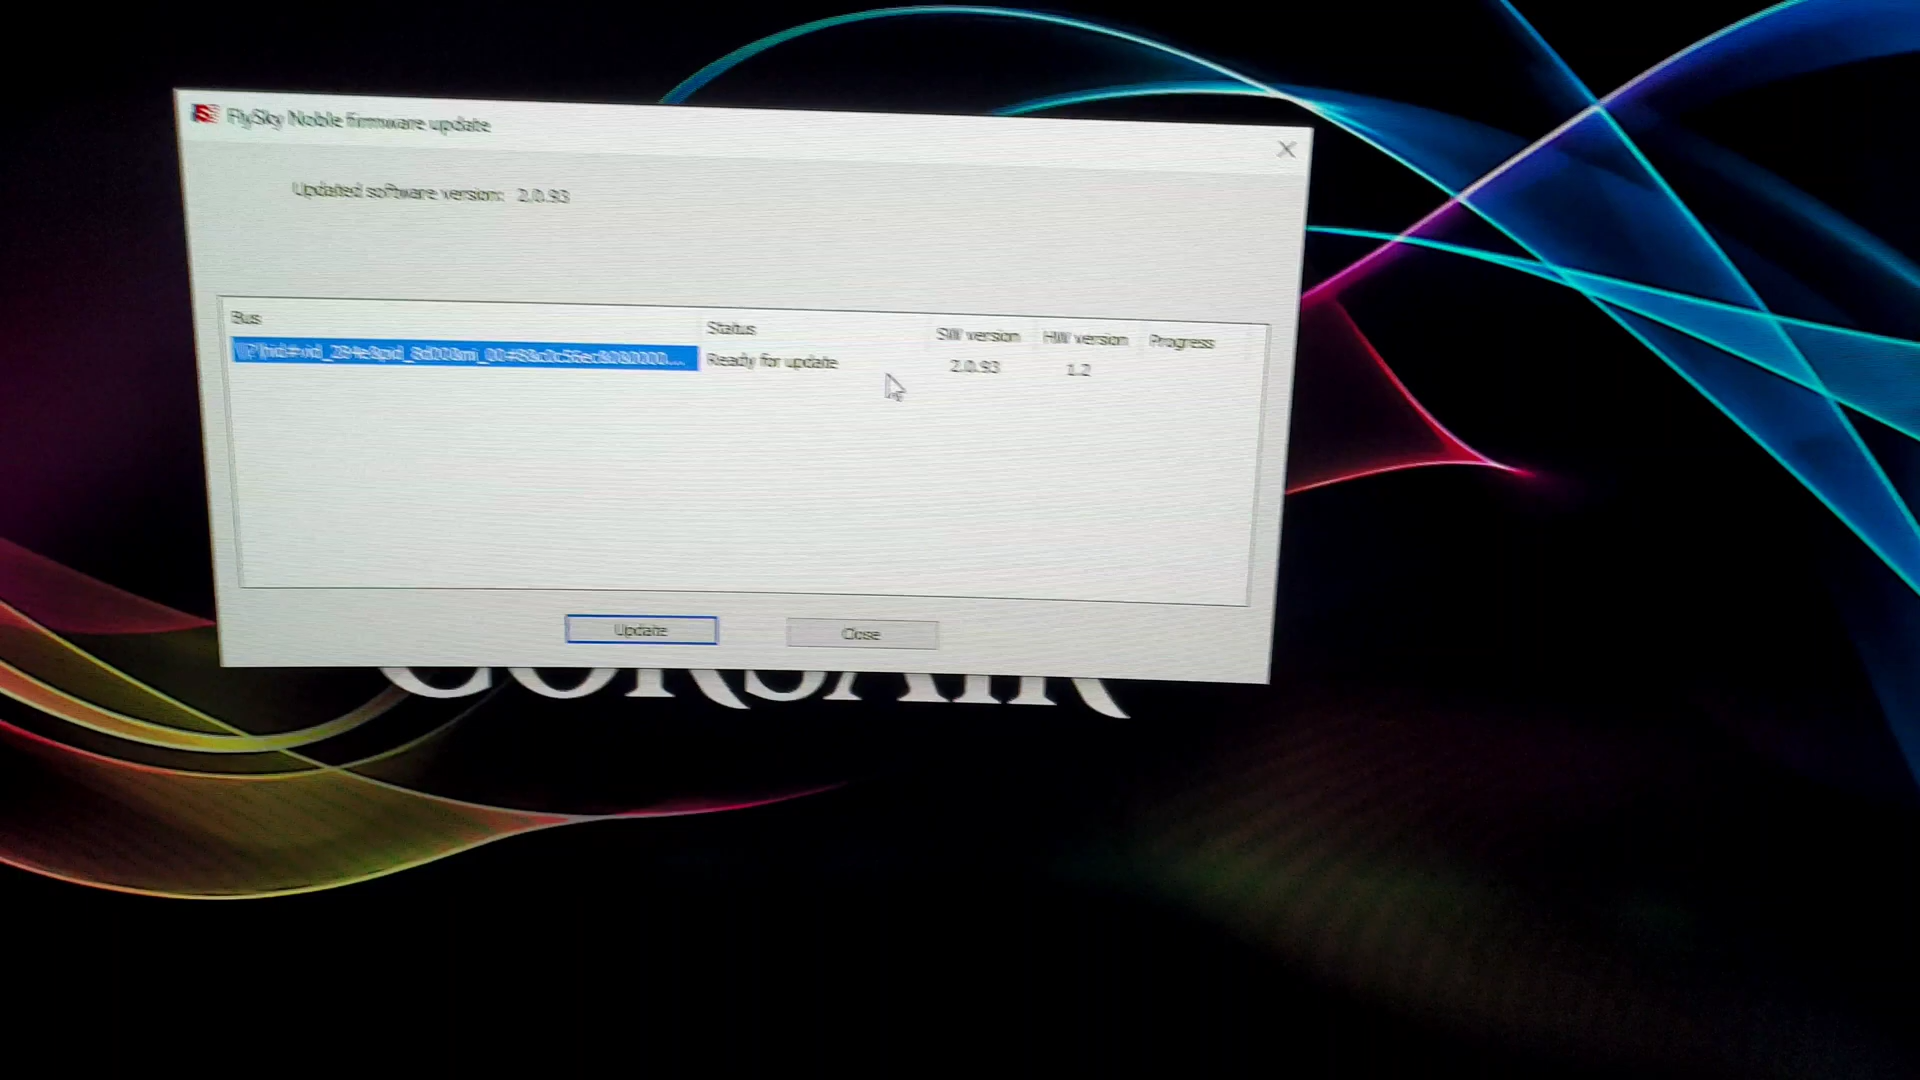 FlySky Noble firmware update
Updated software version: 2.0.93
Bus Status SW version HW version Progress
Ready for update 2.0.93 1.2
Update Close
CORSAIR